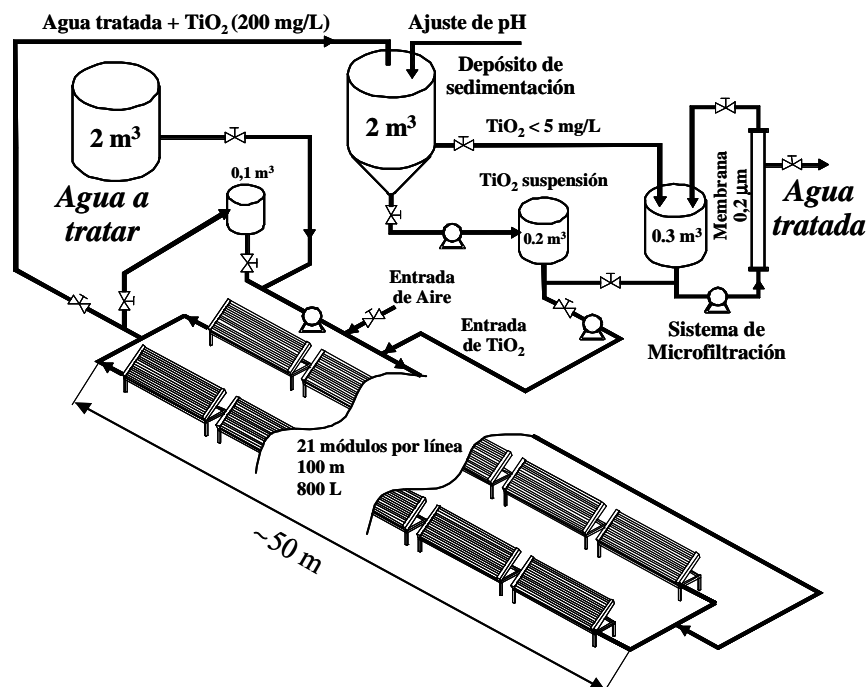 Agua tratada + TiO₂ (200 mg/L)
Ajuste de pH
Depósito de
sedimentación
2 m³
2 m³
TiO₂ < 5 mg/L
0,1 m³
Agua a
tratar
TiO₂ suspensión
0.2 m³
0.3 m³
Membrana
0,2 µm
Agua
tratada
Entrada
de Aire
Entrada
de TiO₂
Sistema de
Microfiltración
21 módulos por línea
100 m
800 L
~50 m